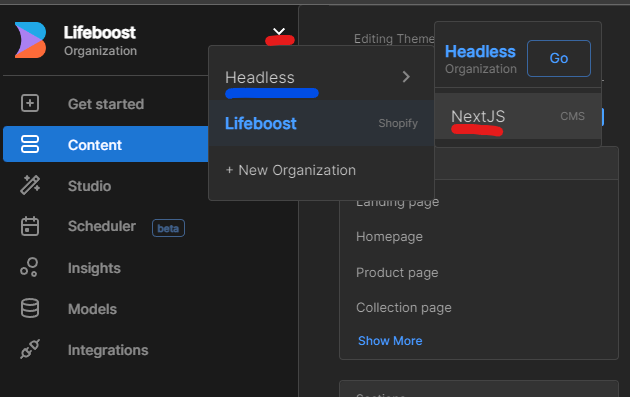 Lifeboost
Organization
Get started
Content
Studio
Scheduler beta
Insights
Models
Integrations
Headless
Lifeboost Shopify
+ New Organization
Editing Theme
Headless
Organization
Go
NextJS CMS
Landing page
Homepage
Product page
Collection page
Show More
Sections